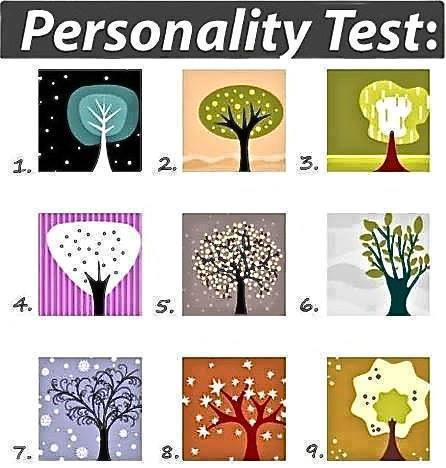 Personality Test:
1. 2. 3.
4. 5. 6.
7. 8. 9.